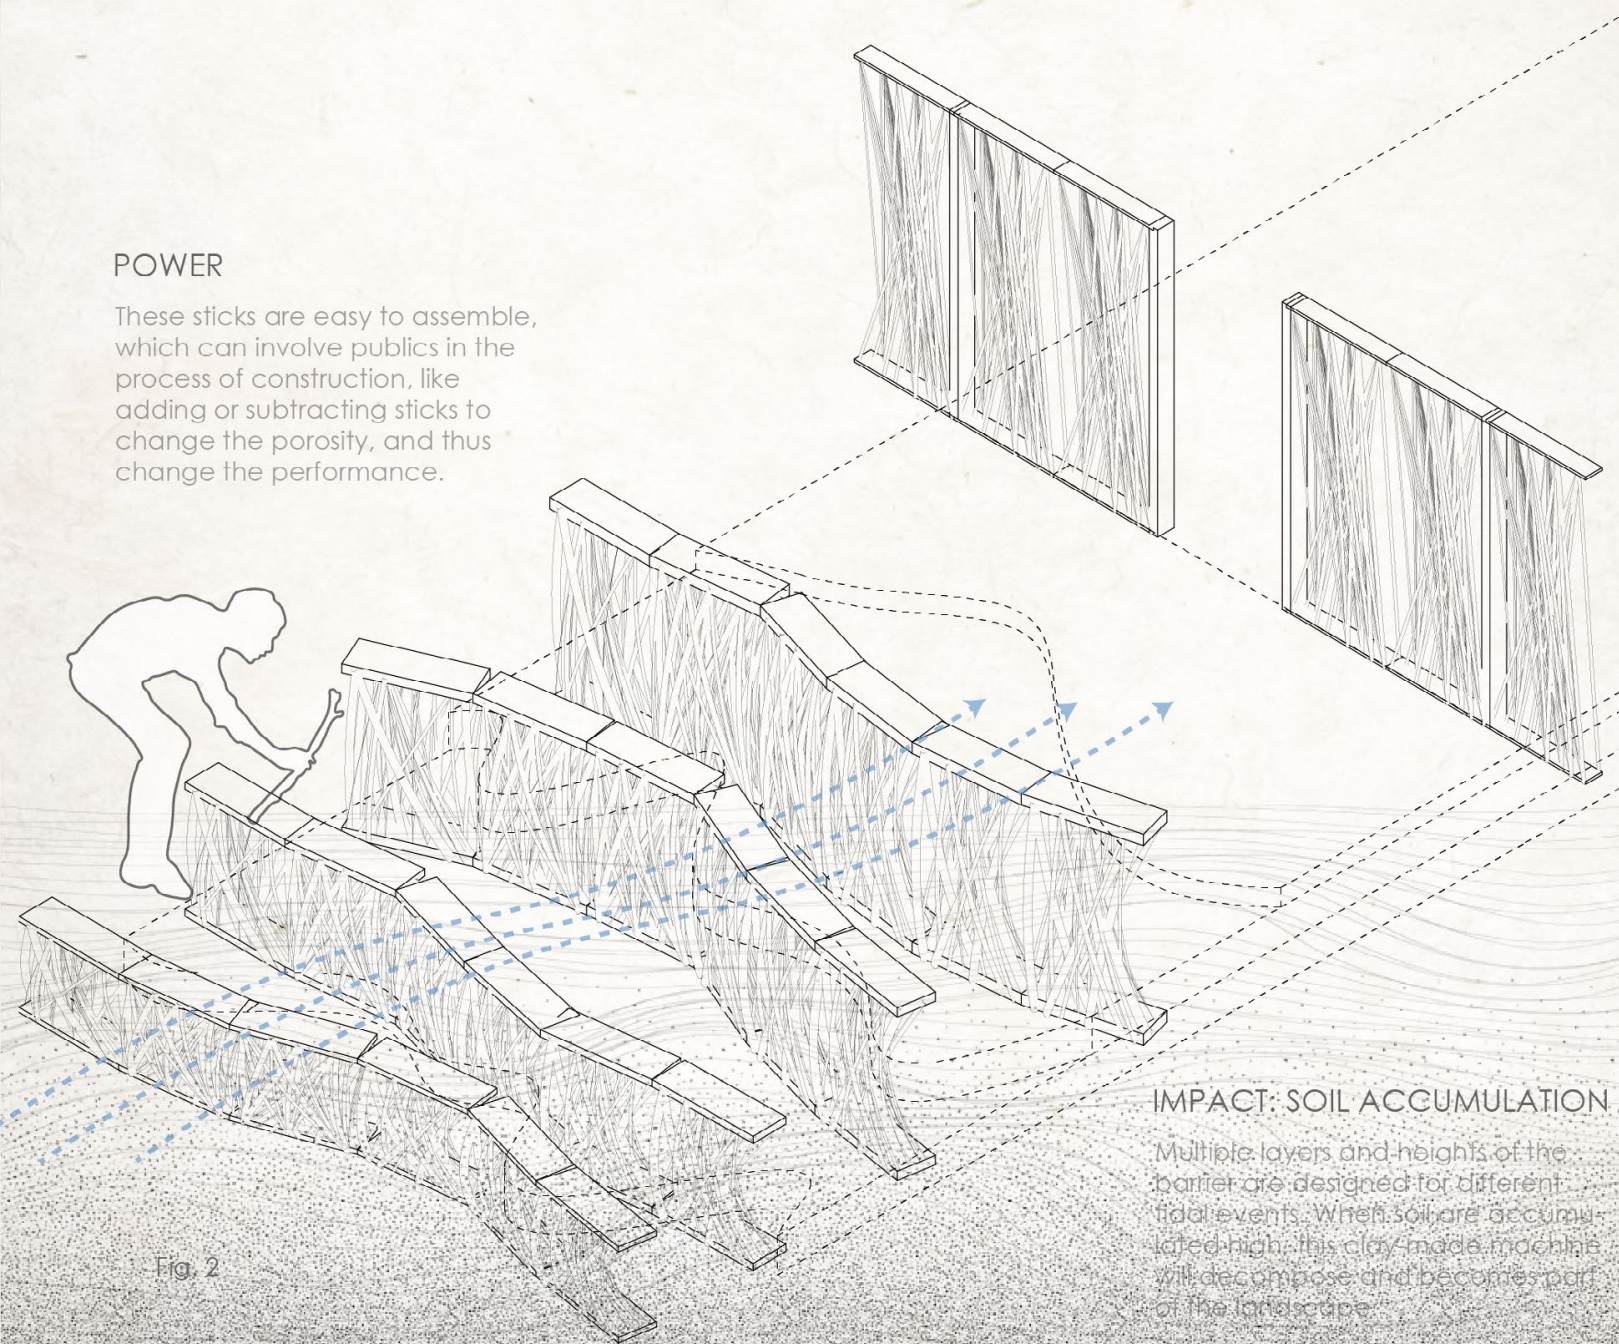 POWER
These sticks are easy to assemble,
which can involve publics in the
process of construction, like
adding or subtracting sticks to
change the porosity, and thus
change the performance.
IMPACT: SOIL ACCUMULATION
Multiple layers and heights of the
barrier are designed for different
tidal events. When soil are accumu-
lated high, this clay-made machine
will decompose and becomes part
of the landscape.
Fig. 2